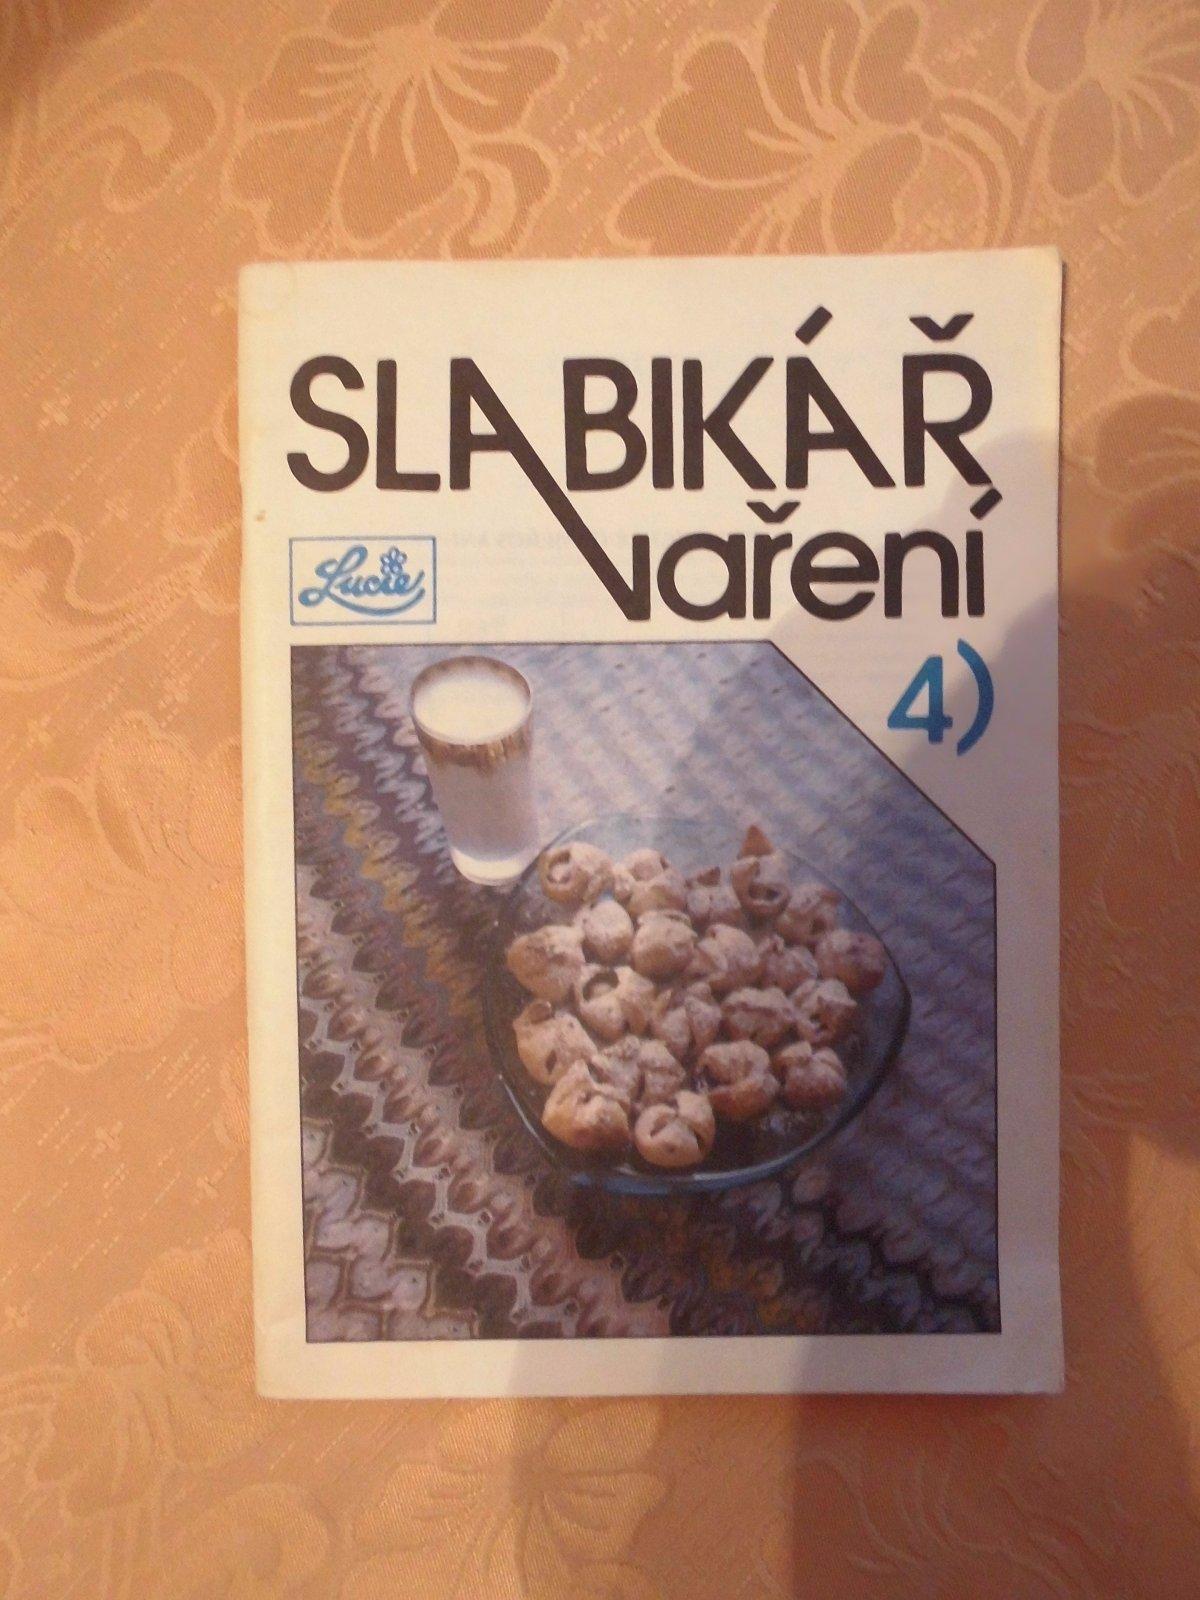 SLABIKÁŘ
vaření
Lucie
4)